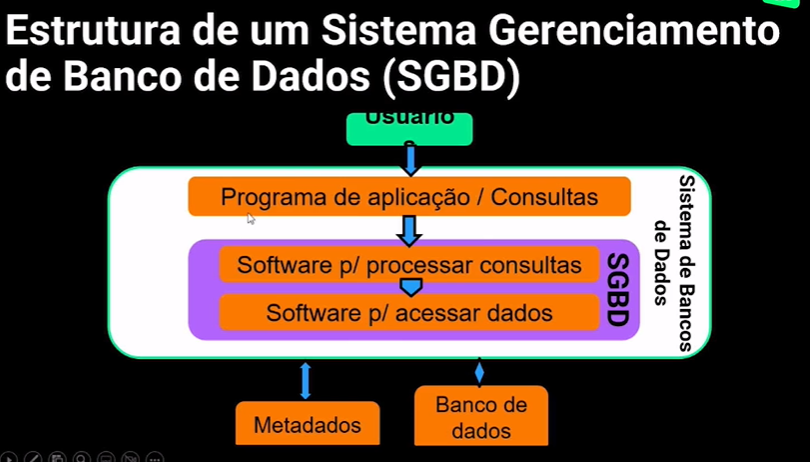 Estrutura de um Sistema Gerenciamento
de Banco de Dados (SGBD)
Usuário
s
Programa de aplicação / Consultas
Software p/ processar consultas
Software p/ acessar dados
SGBD
Sistema de Bancos
de Dados
Metadados
Banco de
dados